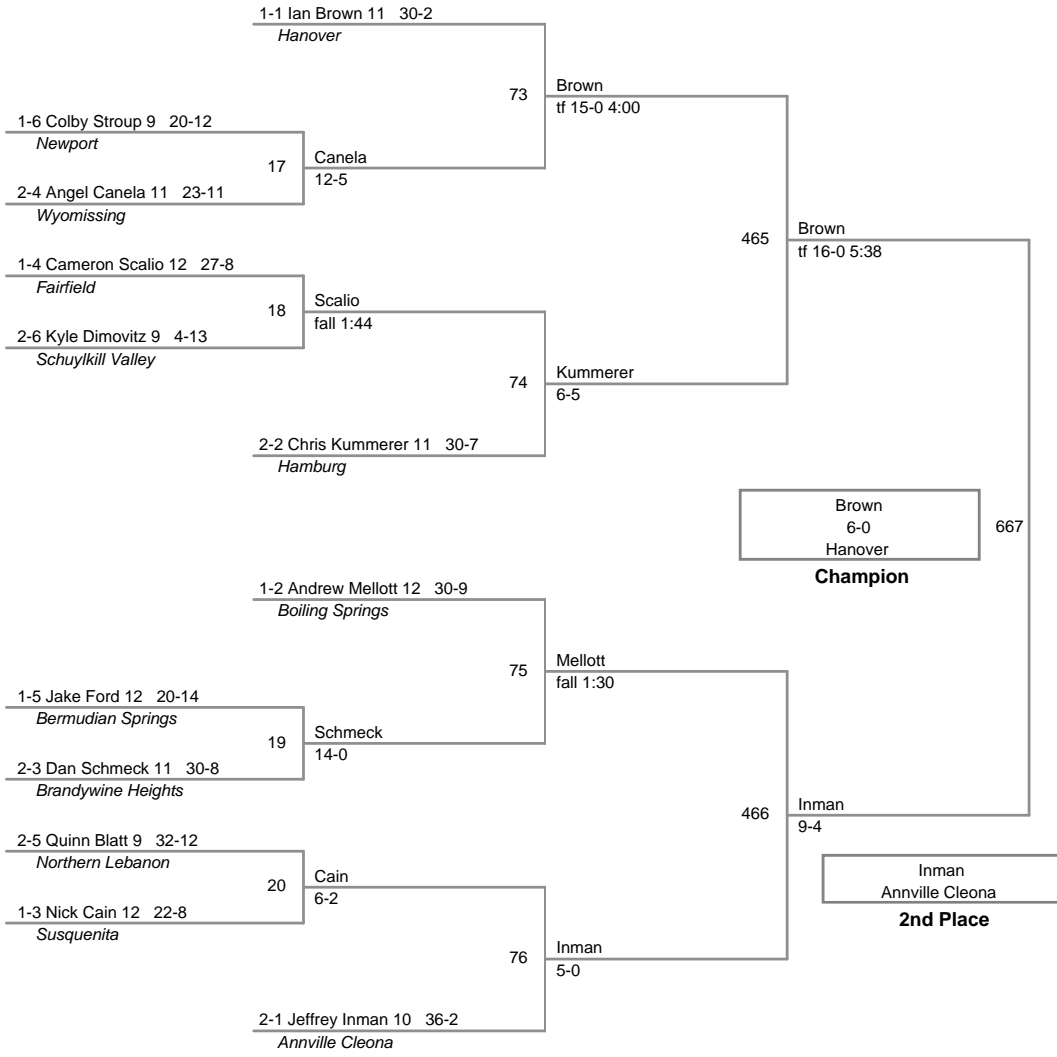 1-1 Ian Brown 11 30-2
Hanover
73
Brown
tf 15-0 4:00
1-6 Colby Stroup 9 20-12
Newport
17
Canela
12-5
2-4 Angel Canela 11 23-11
Wyomissing
465
Brown
tf 16-0 5:38
1-4 Cameron Scalio 12 27-8
Fairfield
18
Scalio
fall 1:44
2-6 Kyle Dimovitz 9 4-13
Schuylkill Valley
74
Kummerer
6-5
2-2 Chris Kummerer 11 30-7
Hamburg
Brown
6-0
Hanover
Champion
667
1-2 Andrew Mellott 12 30-9
Boiling Springs
75
Mellott
fall 1:30
1-5 Jake Ford 12 20-14
Bermudian Springs
19
Schmeck
14-0
2-3 Dan Schmeck 11 30-8
Brandywine Heights
466
Inman
9-4
2-5 Quinn Blatt 9 32-12
Northern Lebanon
20
Cain
6-2
1-3 Nick Cain 12 22-8
Susquenita
Inman
Annville Cleona
2nd Place
76
Inman
5-0
2-1 Jeffrey Inman 10 36-2
Annville Cleona